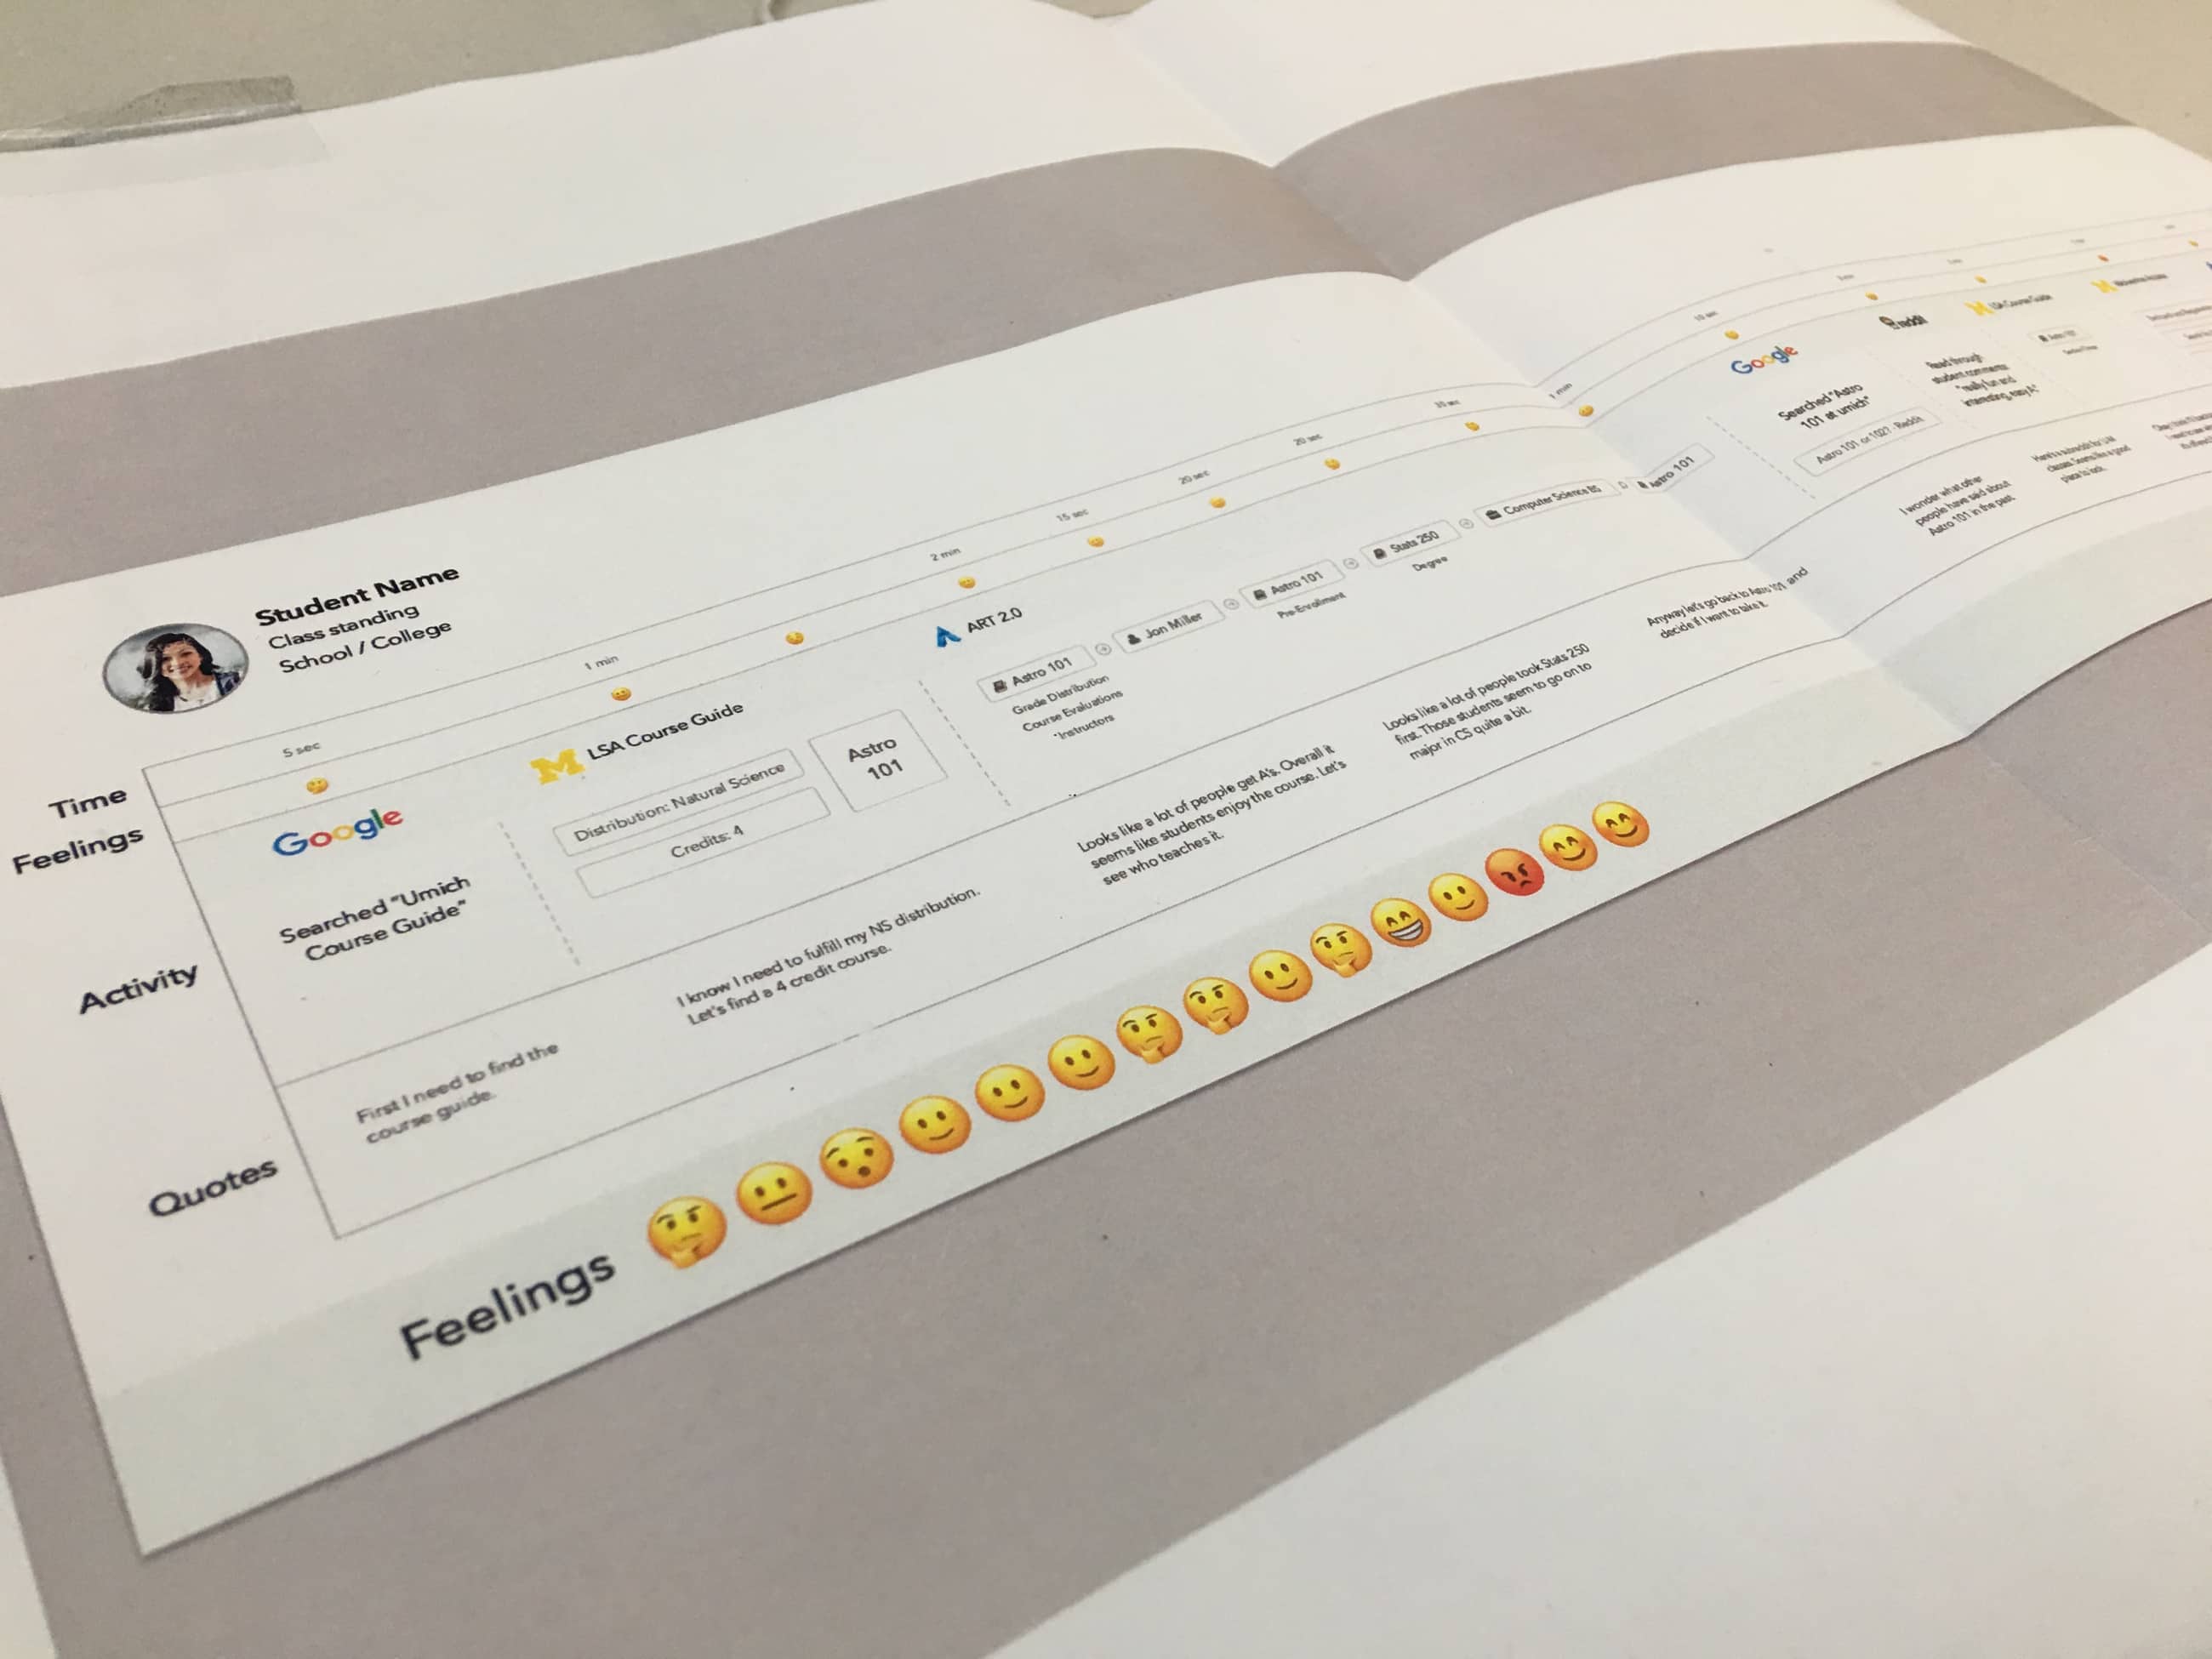 Student Name
Class standing
School / College
Time
5 sec
1 min
2 min
15 sec
20 sec
20 sec
10 sec
Feelings
Activity
Google
Searched "Umich
Course Guide"
LSA Course Guide
Distribution: Natural Science
Credits: 4
Astro
101
ART 2.0
Astro 101
Grade Distribution
Course Evaluations
*Instructors
Jon Miller
Astro 101
Pre-Enrollment
Stats 250
Degree
Computer Science BS
Astro 101
Google
Searched "Astro
101 at umich"
Astro 101 or 102? : Reddit
reddit
Read through
student comments
"really fun and
interesting, easy A"
LSA Course Guide
Astro 101
Quotes
First I need to find the
course guide.
I know I need to fulfill my NS distribution.
Let's find a 4 credit course.
Looks like a lot of people get A's. Overall it
seems like students enjoy the course. Let's
see who teaches it.
Looks like a lot of people took Stats 250
first. Those students seem to go on to
major in CS quite a bit.
Anyway let's go back to Astro 101 and
decide if I want to take it.
I wonder what other
people have said about
Astro 101 in the past
Feelings